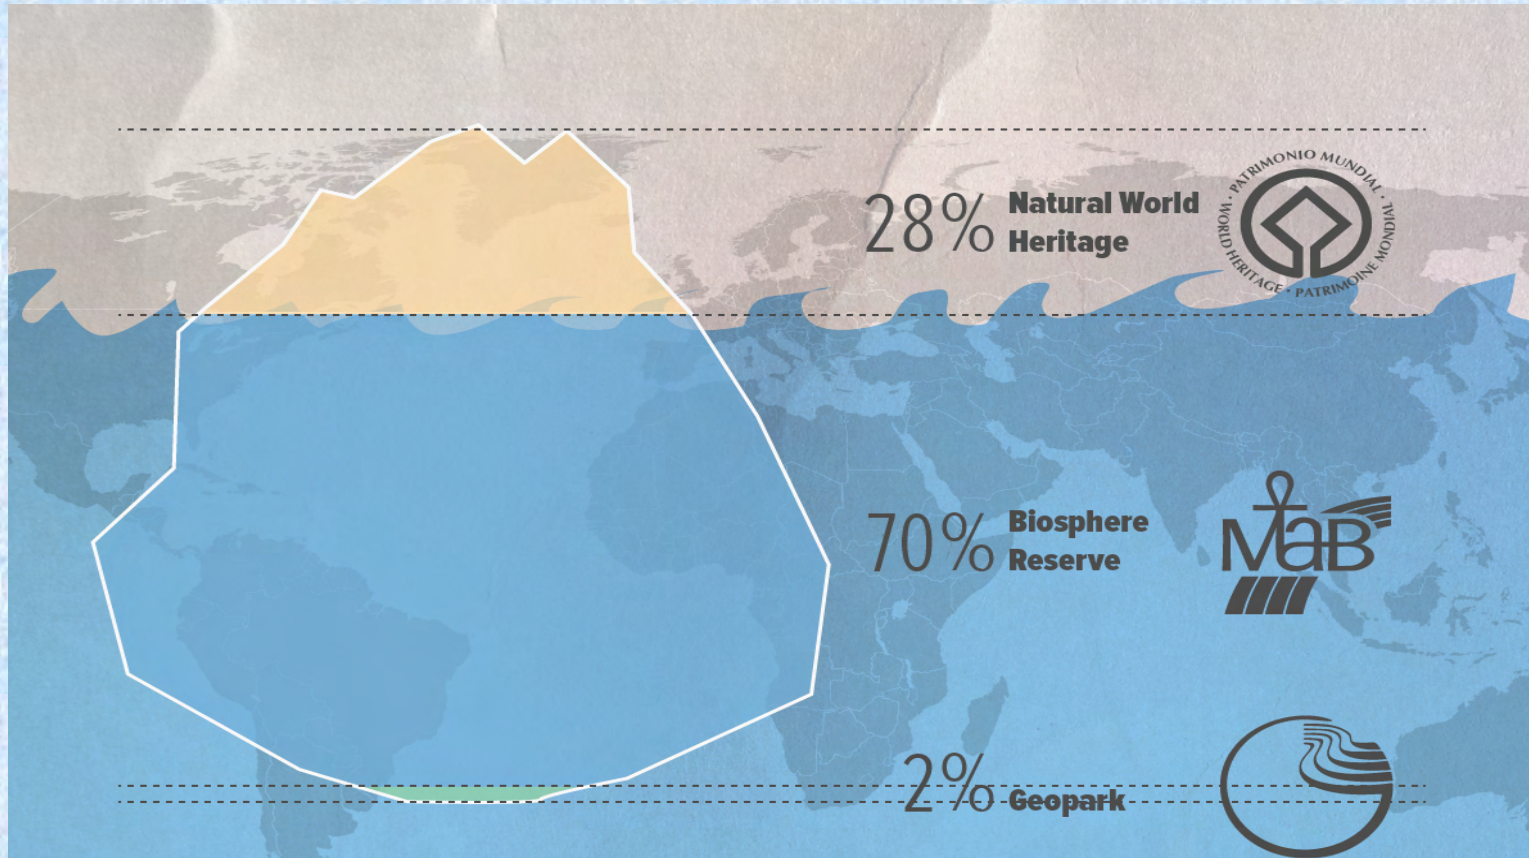 28% Natural World
Heritage
WORLD HERITAGE • PATRIMONIO MUNDIAL • PATRIMOINE MONDIAL •
70% Biosphere
Reserve
MaB
2% Geopark